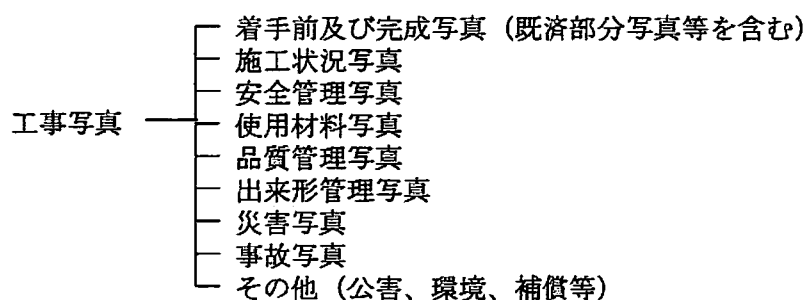 着手前及び完成写真（既済部分写真等を含む）
施工状況写真
安全管理写真
工事写真
使用材料写真
品質管理写真
出来形管理写真
災害写真
事故写真
その他（公害、環境、補償等）